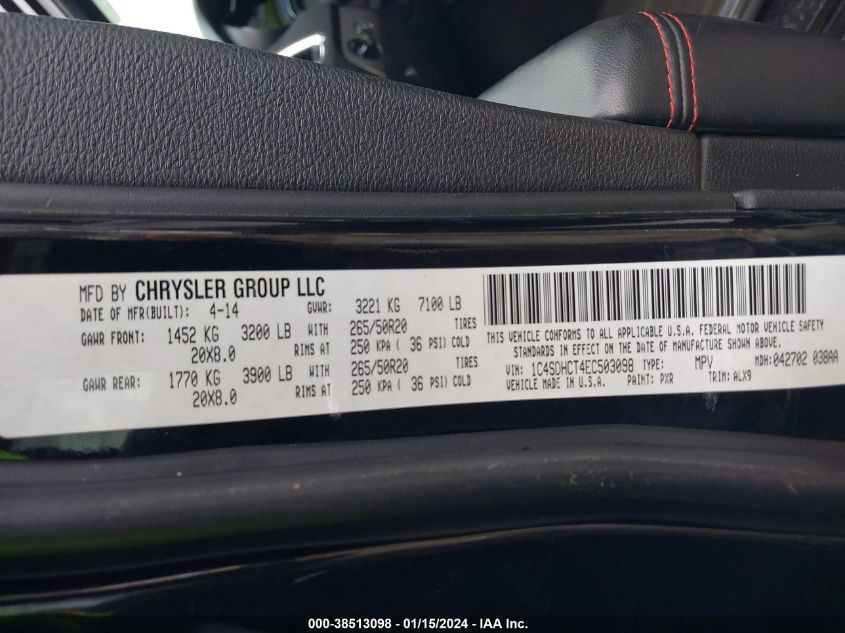 MFD BY CHRYSLER GROUP LLC
DATE OF MFR(BUILT): 4-14 GVWR: 3221 KG 7100 LB
GAWR FRONT: 1452 KG 3200 LB WITH 265/50R20 TIRES
20X8.0 RIMS AT 250 KPA ( 36 PSI) COLD
GAWR REAR: 1770 KG 3900 LB WITH 265/50R20 TIRES
20X8.0 RIMS AT 250 KPA ( 36 PSI) COLD
THIS VEHICLE CONFORMS TO ALL APPLICABLE U.S.A. FEDERAL MOTOR VEHICLE SAFETY
STANDARDS IN EFFECT ON THE DATE OF MANUFACTURE SHOWN ABOVE.
VIN: 1C4SDHCT4EC503098 TYPE: MPV MDH: 042702 038AA
VEHICLE MADE IN U.S.A. PAINT: PXR TRIM: ALX9
000-38513098 - 01/15/2024 - IAA Inc.